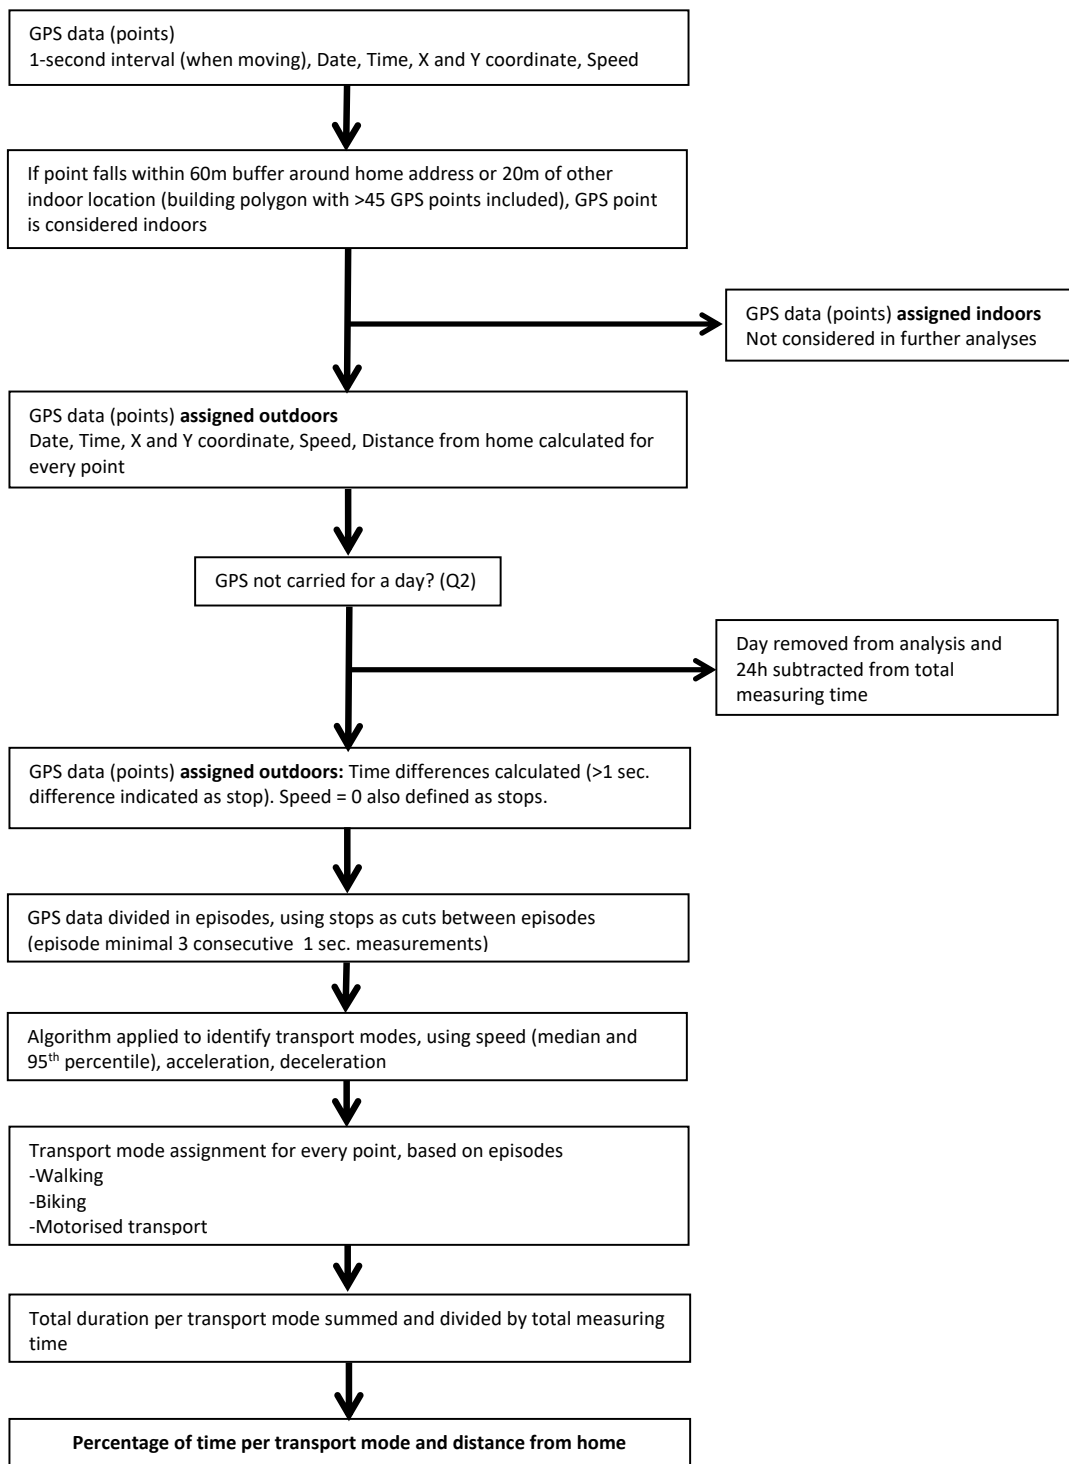 GPS data (points)
1-second interval (when moving), Date, Time, X and Y coordinate, Speed
If point falls within 60m buffer around home address or 20m of other
indoor location (building polygon with >45 GPS points included), GPS point
is considered indoors
GPS data (points) assigned indoors
Not considered in further analyses
GPS data (points) assigned outdoors
Date, Time, X and Y coordinate, Speed, Distance from home calculated for
every point
GPS not carried for a day? (Q2)
Day removed from analysis and
24h subtracted from total
measuring time
GPS data (points) assigned outdoors: Time differences calculated (>1 sec.
difference indicated as stop). Speed = 0 also defined as stops.
GPS data divided in episodes, using stops as cuts between episodes
(episode minimal 3 consecutive  1 sec. measurements)
Algorithm applied to identify transport modes, using speed (median and
95th percentile), acceleration, deceleration
Transport mode assignment for every point, based on episodes
-Walking
-Biking
-Motorised transport
Total duration per transport mode summed and divided by total measuring
time
Percentage of time per transport mode and distance from home